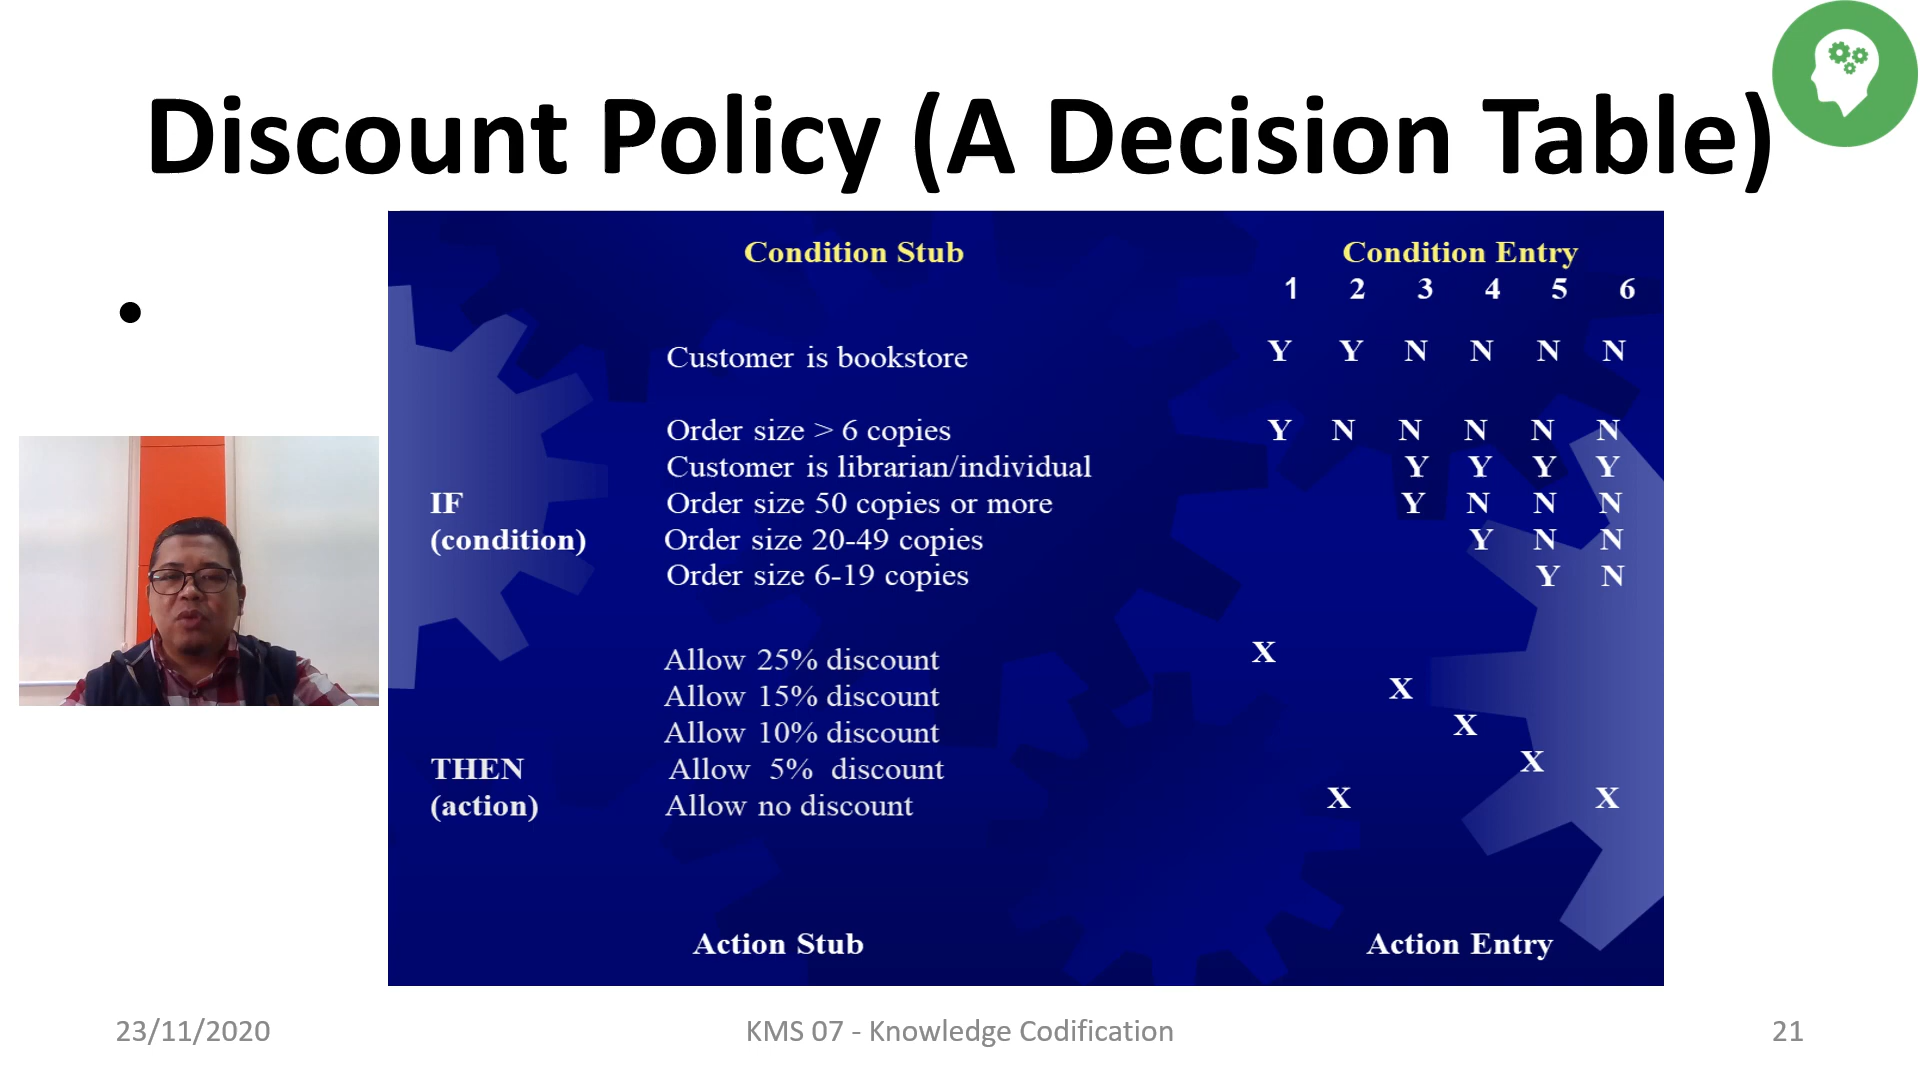 Discount Policy (A Decision Table)
Condition Stub Condition Entry
1 2 3 4 5 6
Customer is bookstore Y Y N N N N
Order size > 6 copies Y N N N N N
Customer is librarian/individual Y Y Y Y
IF Order size 50 copies or more Y N N N
(condition) Order size 20-49 copies Y N N
Order size 6-19 copies Y N
Allow 25% discount X
Allow 15% discount X
Allow 10% discount X
THEN Allow 5% discount X
(action) Allow no discount X X
Action Stub Action Entry
23/11/2020 KMS 07 - Knowledge Codification 21